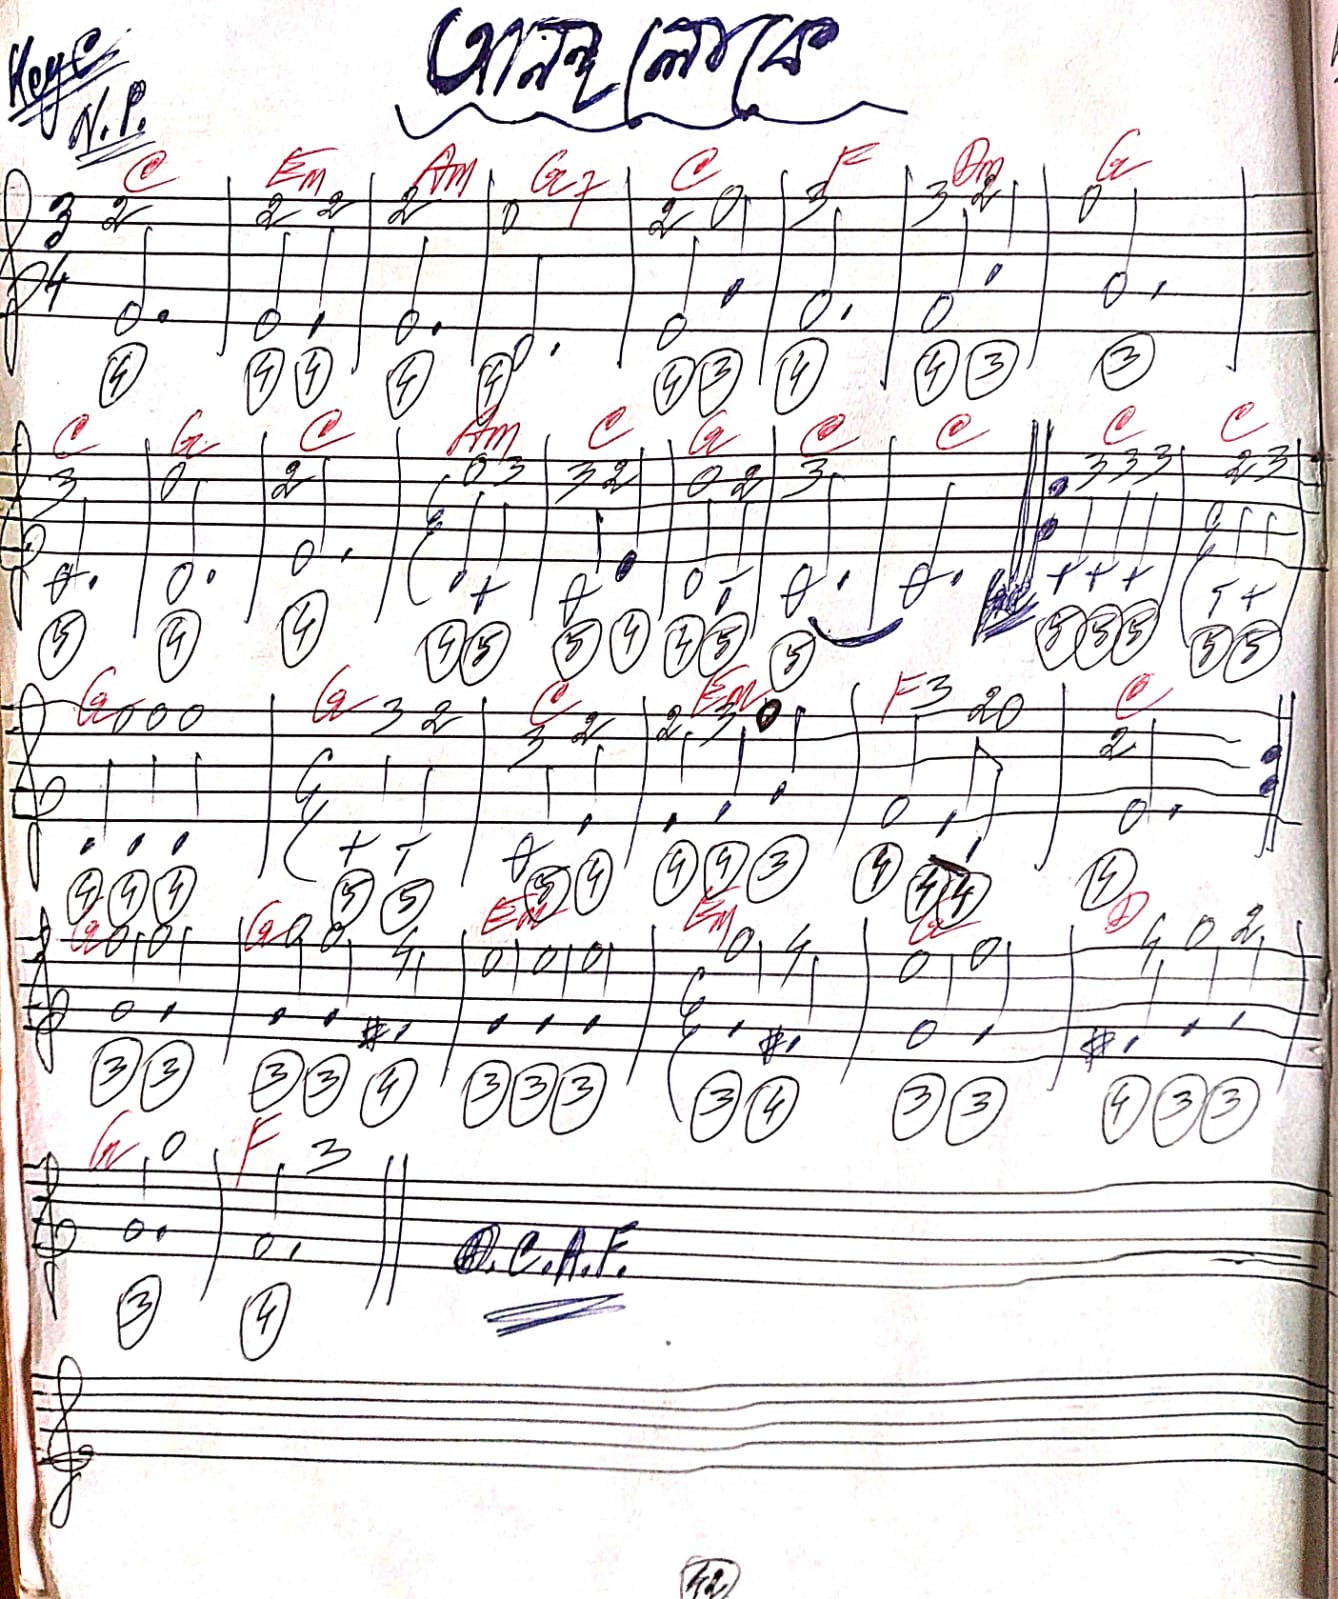 আনন্দ লোকে
Key C
N.P.
C Em Am G7 C F Dm G
3 2 2 2 2 0 2 0 3 3 2 0
4
4 4 4 4 4 4 3 4 4 3 3
C G C Am C G C C C C
3 0 2 0 3 3 2 0 2 3 3 3 3 2 3
5 4 4 4 5 5 4 4 5 5 5 5 5 5 5
G G C Em F C
0 0 0 3 2 3 2 2 3 0 3 2 0 2
4 4 4 5 5 5 4 4 4 3 4 4 4 4
G G Em Em G D
0 0 0 0 4 0 0 0 0 4 0 0 4 0 2
3 3 3 3 4 3 3 3 3 4 3 3 4 3 3
G 0 F 3
D.C.A.F.
3 4
42